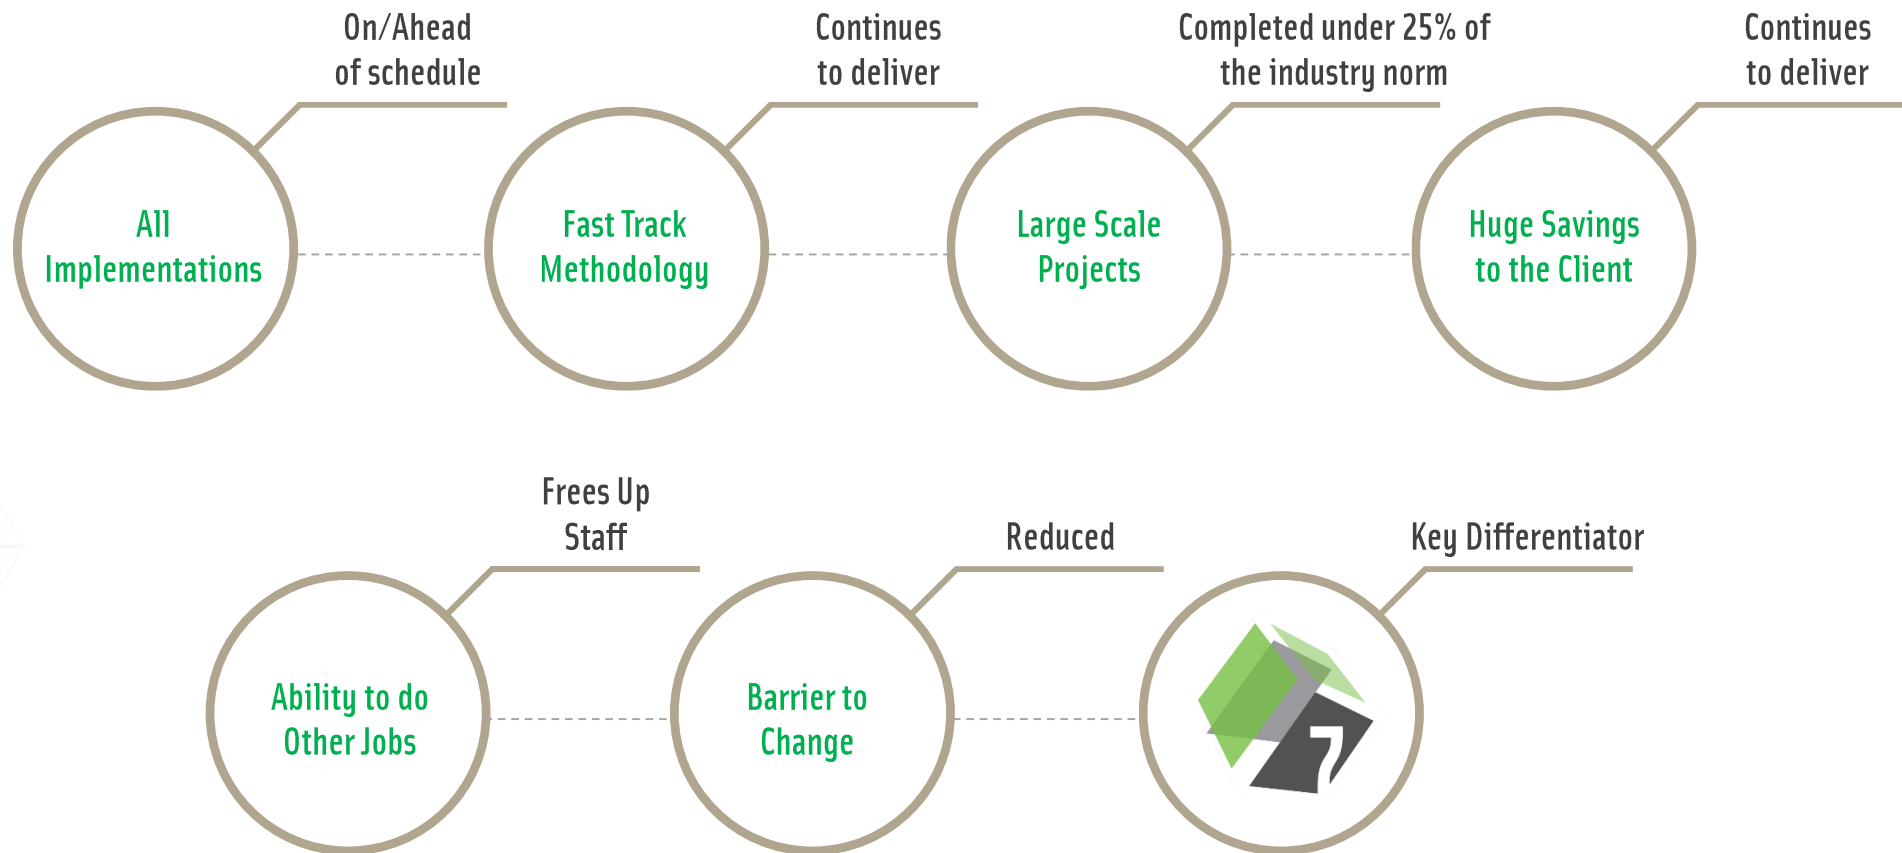 On/Ahead
of schedule
Continues
to deliver
Completed under 25% of
the industry norm
Continues
to deliver
All
Implementations
Fast Track
Methodology
Large Scale
Projects
Huge Savings
to the Client
Frees Up
Staff
Reduced
Key Differentiator
Ability to do
Other Jobs
Barrier to
Change
7